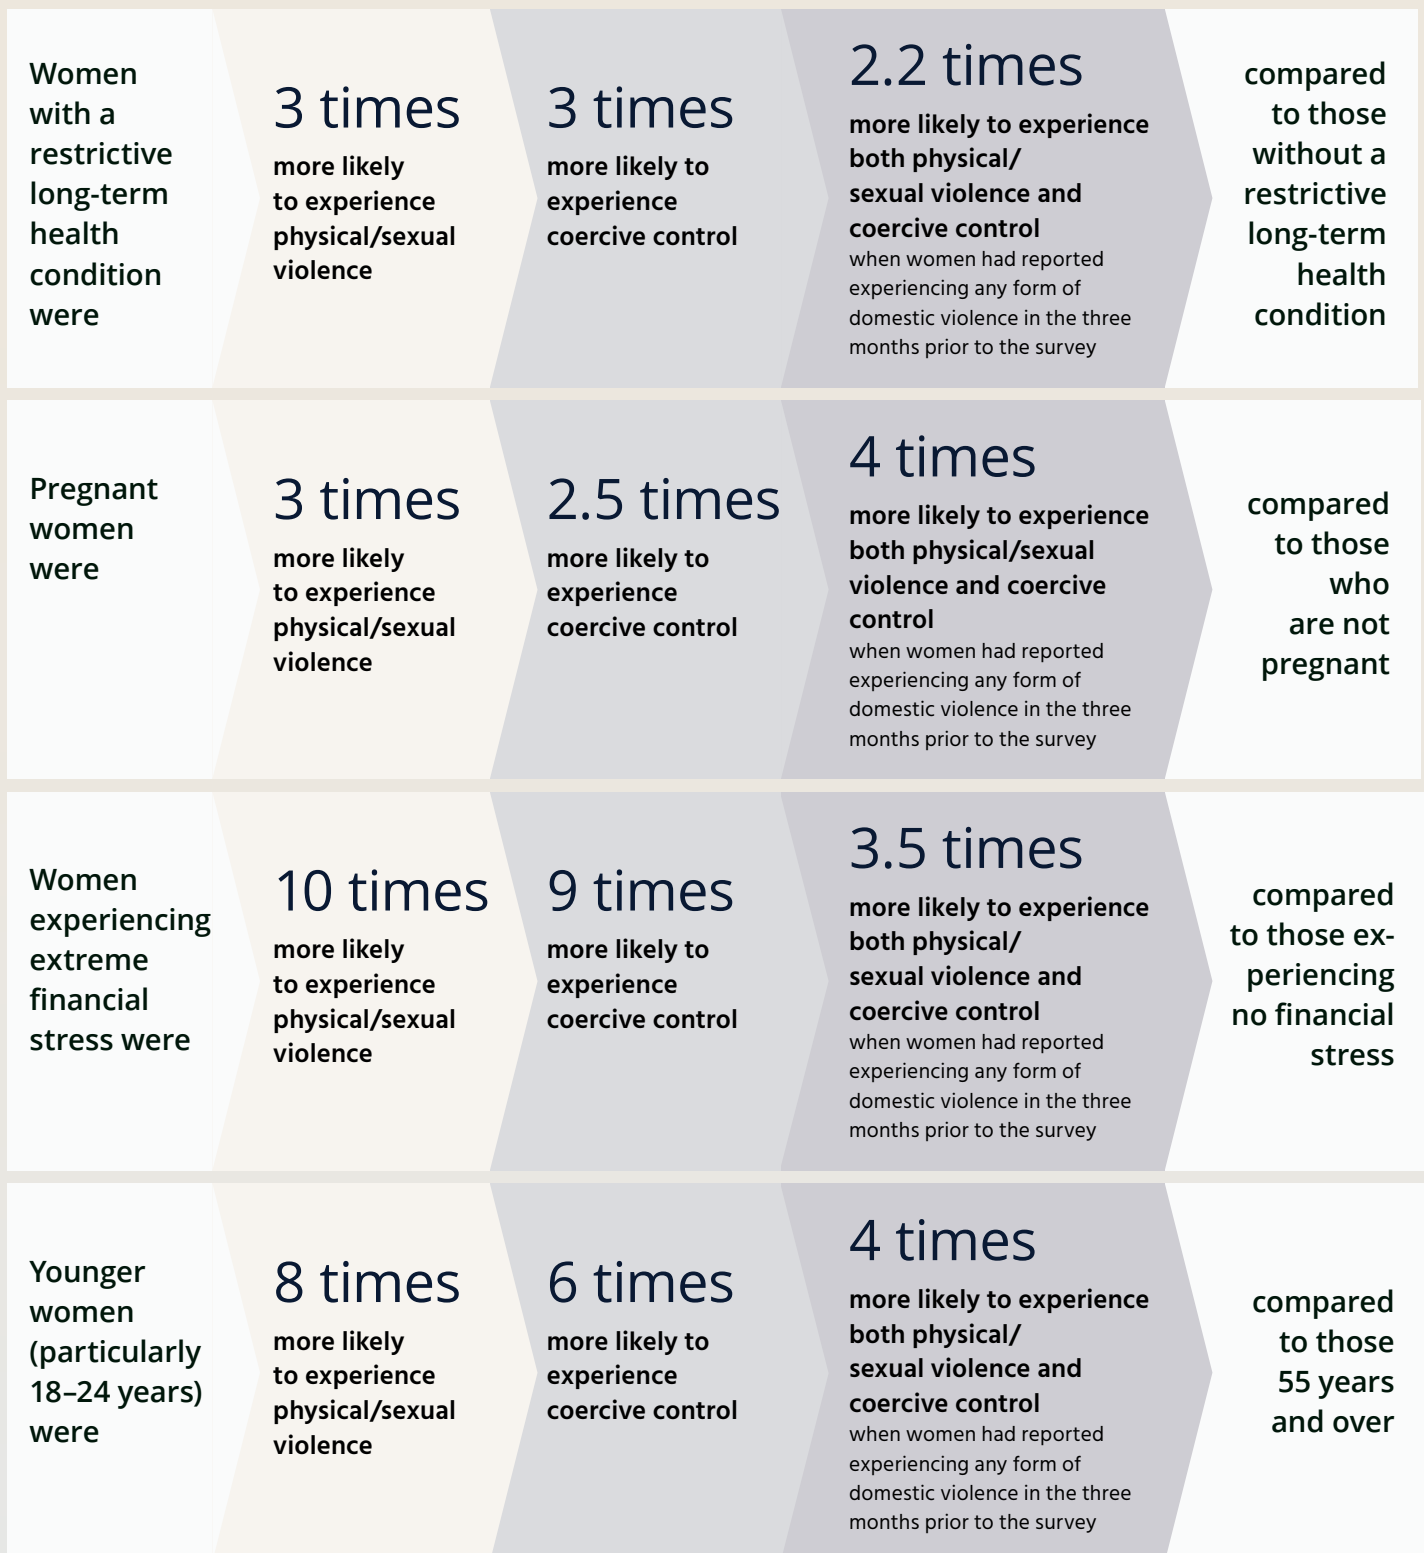 Women
with a
restrictive
long-term
health
condition
were
3 times
more likely
to experience
physical/sexual
violence
3 times
more likely to
experience
coercive control
2.2 times
more likely to experience
both physical/
sexual violence and
coercive control
when women had reported
experiencing any form of
domestic violence in the three
months prior to the survey
compared
to those
without a
restrictive
long-term
health
condition
Pregnant
women
were
3 times
more likely
to experience
physical/sexual
violence
2.5 times
more likely to
experience
coercive control
4 times
more likely to experience
both physical/sexual
violence and coercive
control
when women had reported
experiencing any form of
domestic violence in the three
months prior to the survey
compared
to those
who
are not
pregnant
Women
experiencing
extreme
financial
stress were
10 times
more likely
to experience
physical/sexual
violence
9 times
more likely to
experience
coercive control
3.5 times
more likely to experience
both physical/
sexual violence and
coercive control
when women had reported
experiencing any form of
domestic violence in the three
months prior to the survey
compared
to those ex-
periencing
no financial
stress
Younger
women
(particularly
18–24 years)
were
8 times
more likely
to experience
physical/sexual
violence
6 times
more likely to
experience
coercive control
4 times
more likely to experience
both physical/
sexual violence and
coercive control
when women had reported
experiencing any form of
domestic violence in the three
months prior to the survey
compared
to those
55 years
and over